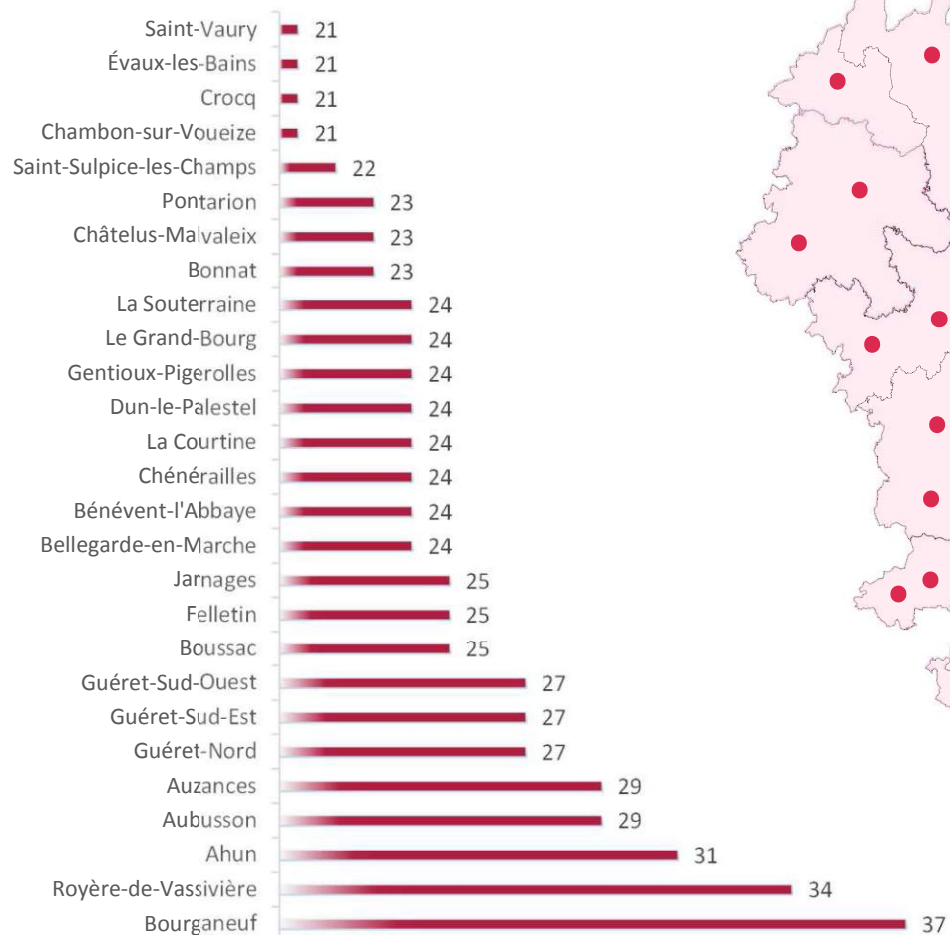 Saint-Vaury 21
Évaux-les-Bains 21
Crocq 21
Chambon-sur-Voueize 21
Saint-Sulpice-les-Champs 22
Pontarion 23
Châtelus-Malvaleix 23
Bonnat 23
La Souterraine 24
Le Grand-Bourg 24
Gentioux-Pigerolles 24
Dun-le-Palestel 24
La Courtine 24
Chénérailles 24
Bénévent-l'Abbaye 24
Bellegarde-en-Marche 24
Jarnages 25
Felletin 25
Boussac 25
Guéret-Sud-Ouest 27
Guéret-Sud-Est 27
Guéret-Nord 27
Auzances 29
Aubusson 29
Ahun 31
Royère-de-Vassivière 34
Bourganeuf 37